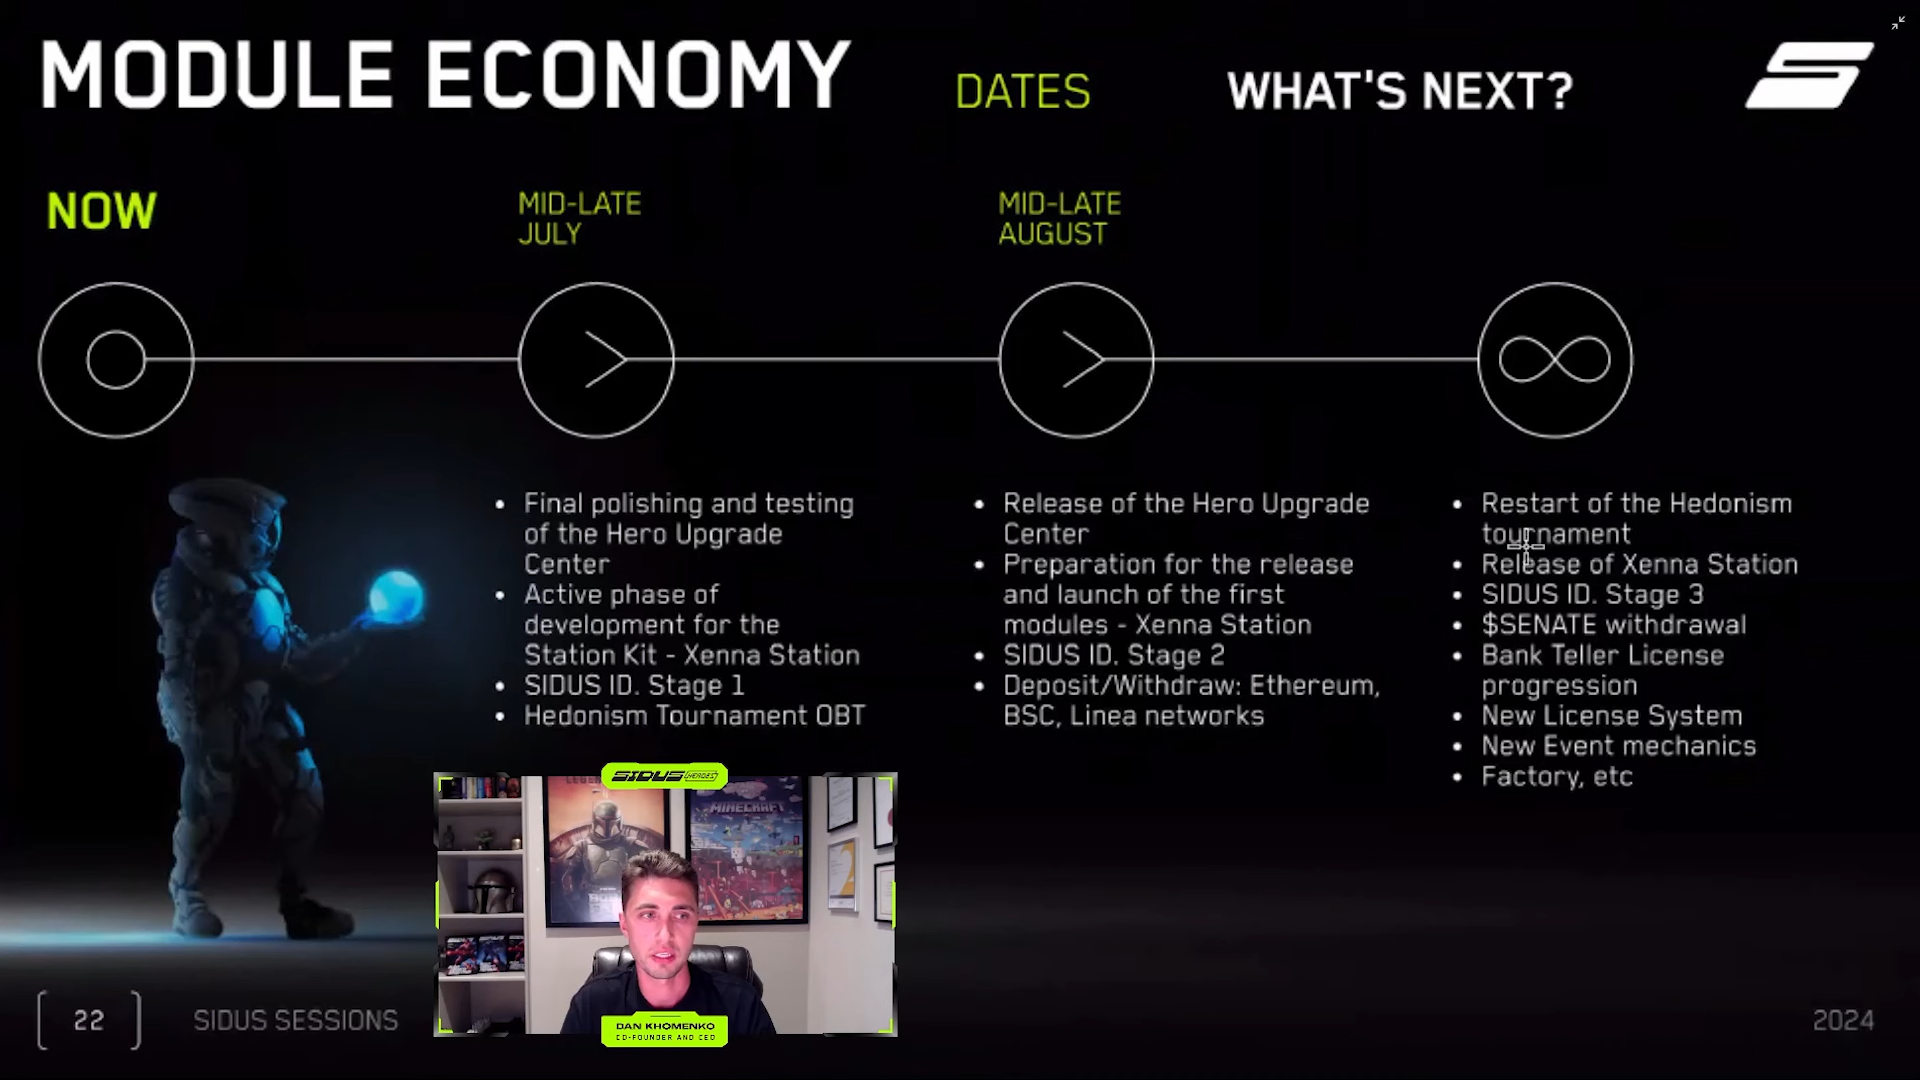 MODULE ECONOMY
DATES
WHAT'S NEXT?
NOW
MID-LATE
JULY
MID-LATE
AUGUST
• Final polishing and testing
of the Hero Upgrade
Center
• Active phase of
development for the
Station Kit - Xenna Station
• SIDUS ID. Stage 1
• Hedonism Tournament OBT
• Release of the Hero Upgrade
Center
• Preparation for the release
and launch of the first
modules - Xenna Station
• SIDUS ID. Stage 2
• Deposit/Withdraw: Ethereum,
BSC, Linea networks
• Restart of the Hedonism
tournament
• Release of Xenna Station
• SIDUS ID. Stage 3
• $SENATE withdrawal
• Bank Teller License
progression
• New License System
• New Event mechanics
• Factory, etc
SIDUS HEROES
MINECRAFT
DAN KHOMENKO
CO-FOUNDER AND CEO
22
SIDUS SESSIONS
2024